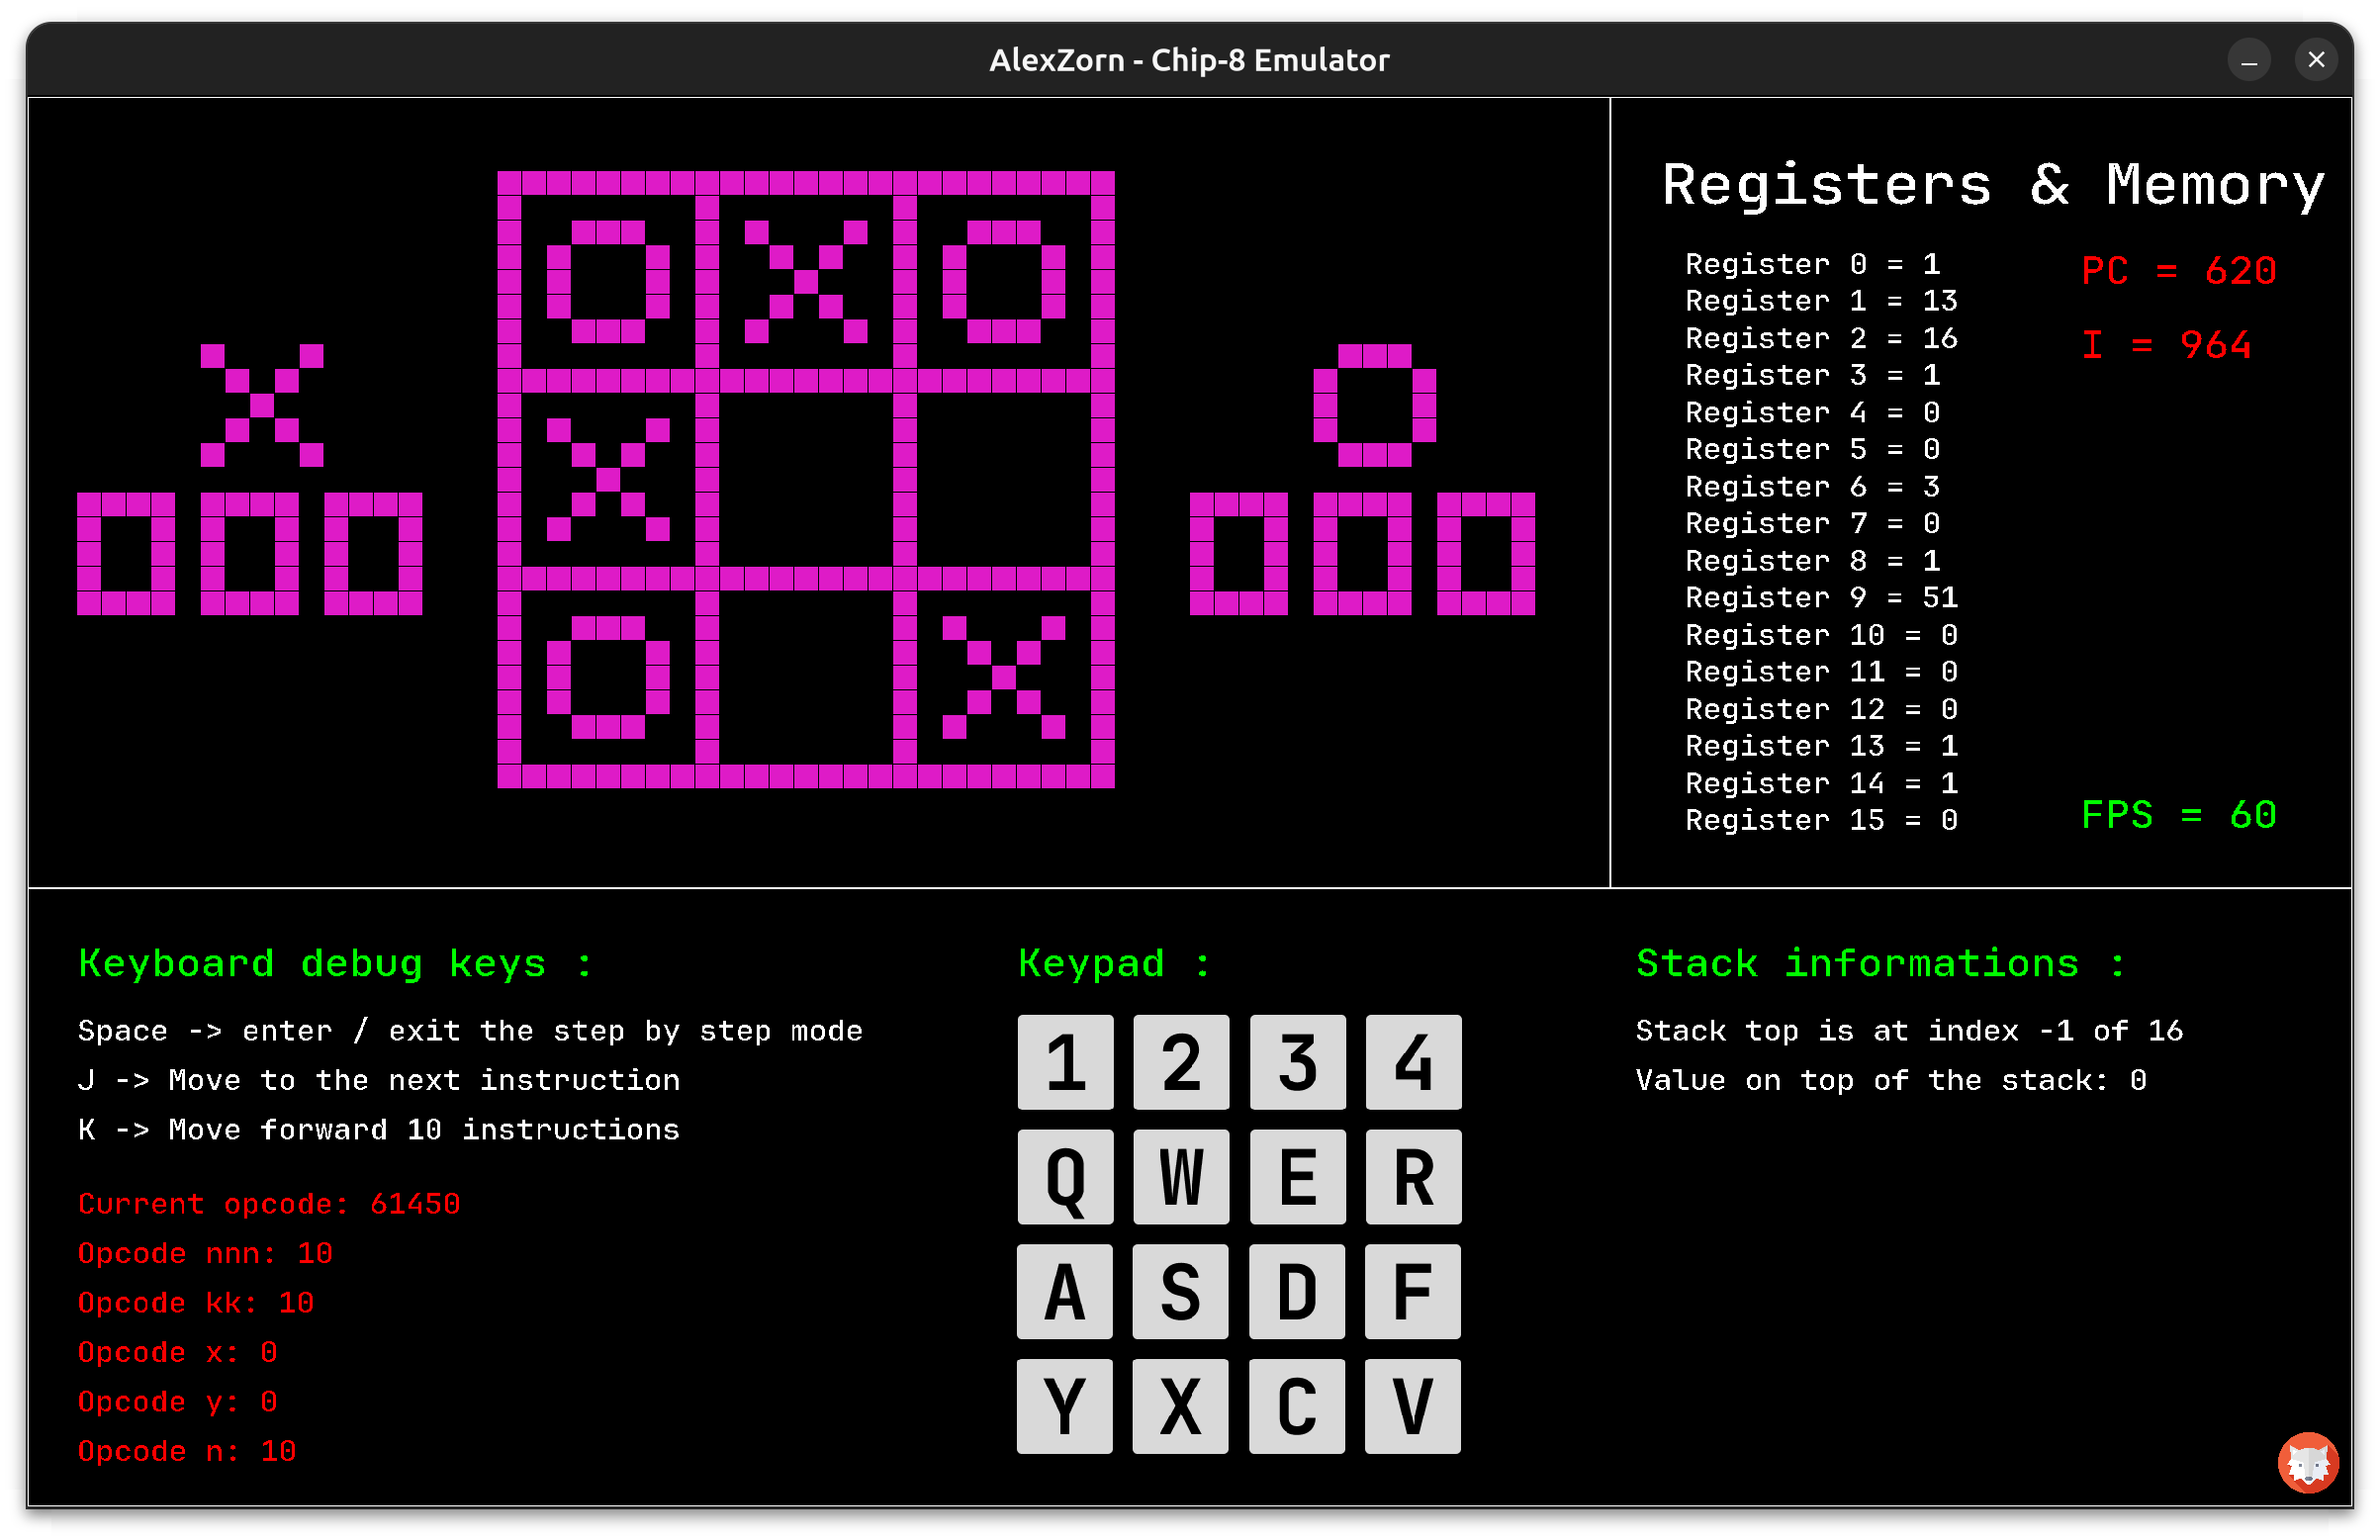 AlexZorn - Chip-8 Emulator
O X O
X
O X
X
000
O
000
Registers & Memory
Register 0 = 1
Register 1 = 13
Register 2 = 16
Register 3 = 1
Register 4 = 0
Register 5 = 0
Register 6 = 3
Register 7 = 0
Register 8 = 1
Register 9 = 51
Register 10 = 0
Register 11 = 0
Register 12 = 0
Register 13 = 1
Register 14 = 1
Register 15 = 0
PC = 620
I = 964
FPS = 60
Keyboard debug keys :
Space -> enter / exit the step by step mode
J -> Move to the next instruction
K -> Move forward 10 instructions
Current opcode: 61450
Opcode nnn: 10
Opcode kk: 10
Opcode x: 0
Opcode y: 0
Opcode n: 10
Keypad :
1 2 3 4
Q W E R
A S D F
Y X C V
Stack informations :
Stack top is at index -1 of 16
Value on top of the stack: 0